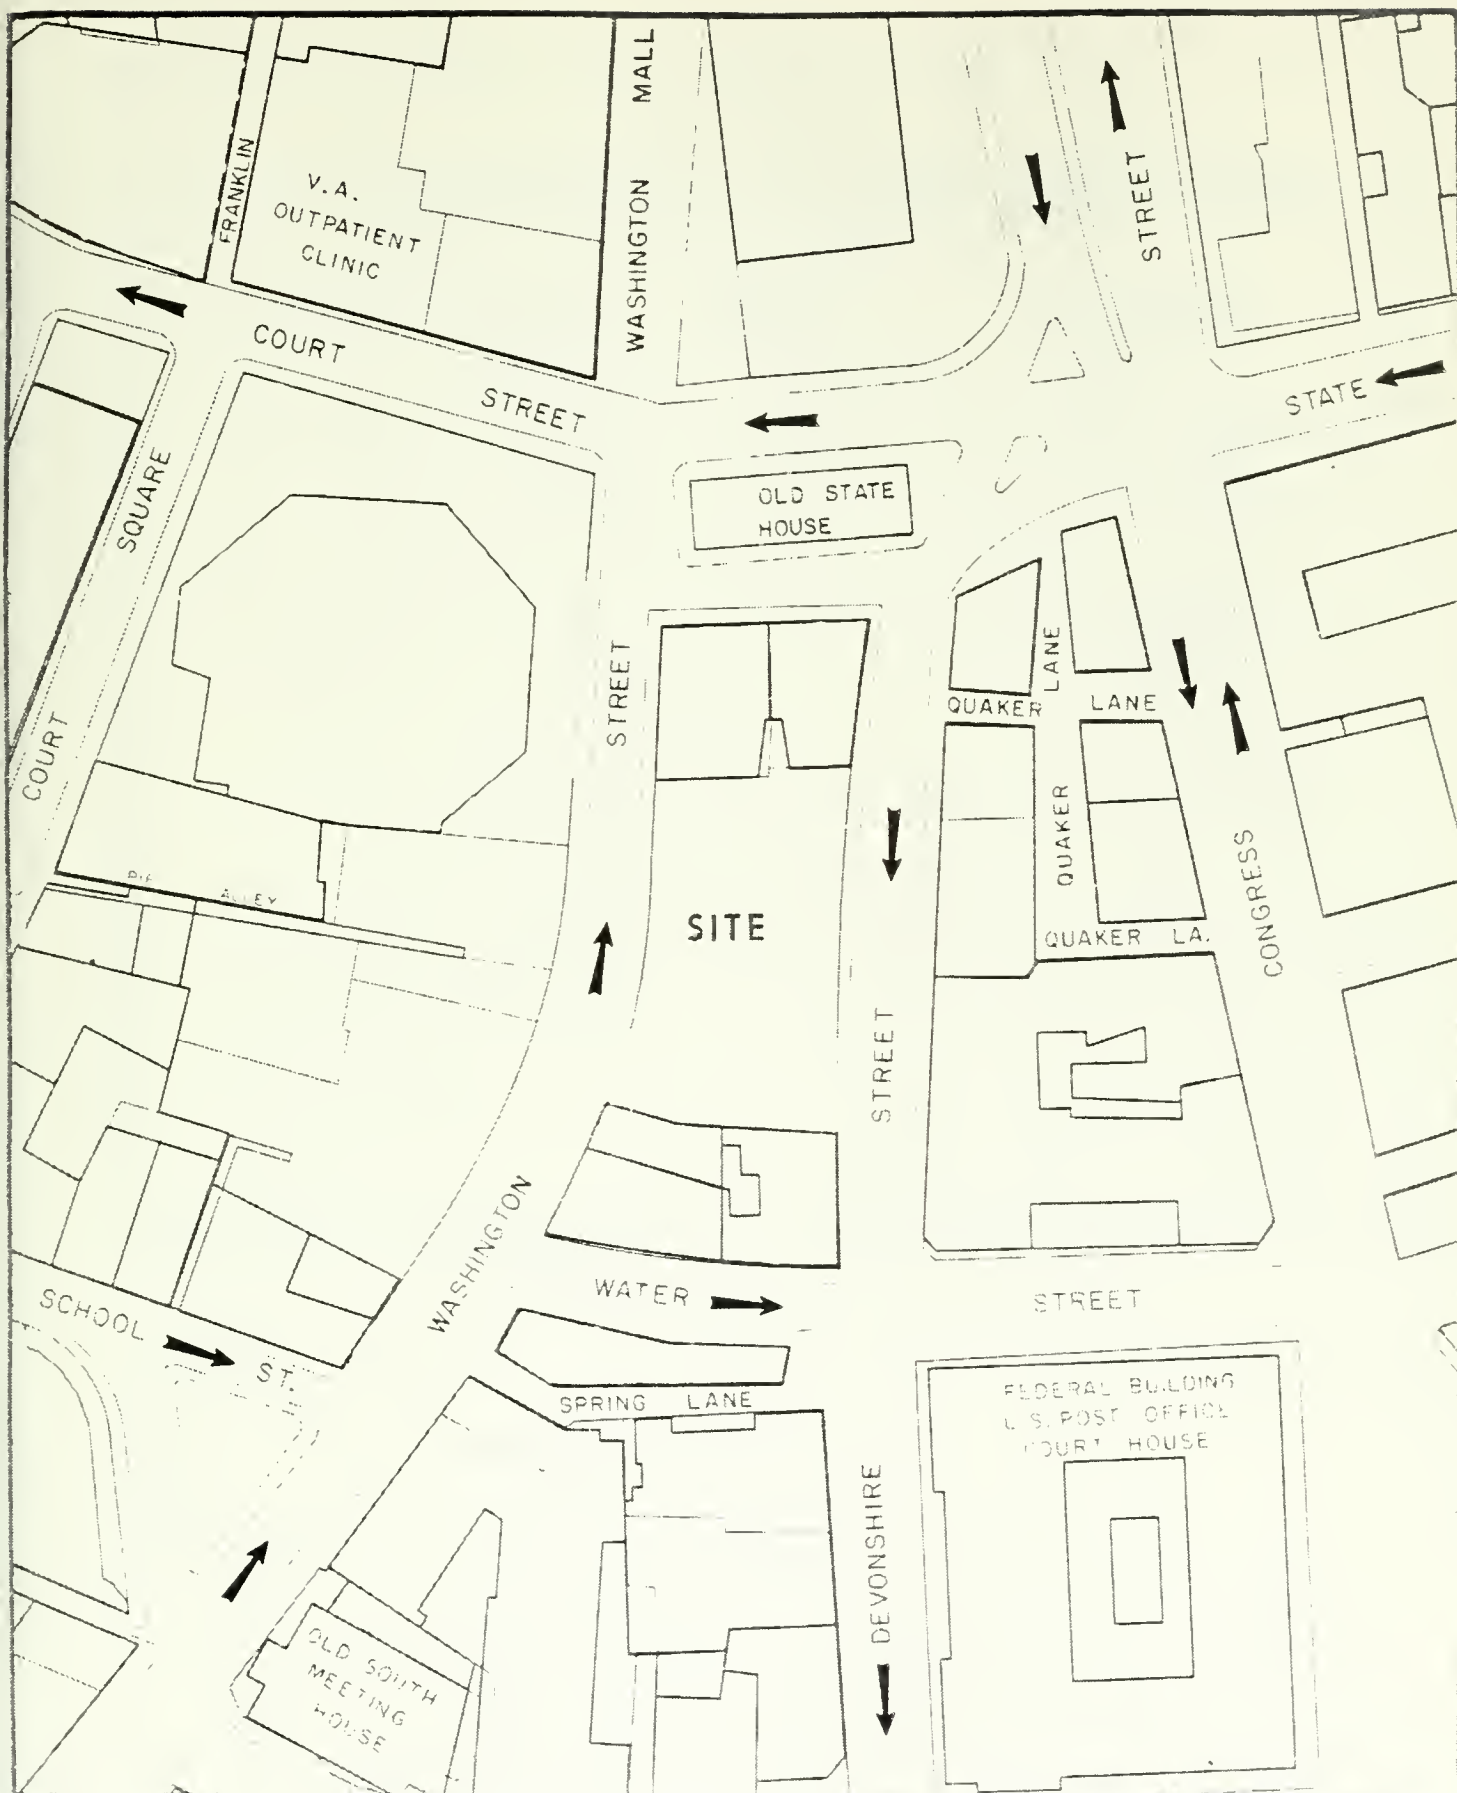 WASHINGTON MALL
FRANKLIN
V.A.
OUTPATIENT
CLINIC
STREET
COURT STREET
STATE
OLD STATE
HOUSE
COURT SQUARE
STREET
QUAKER LANE
LANE
QUAKER
CONGRESS
ALLEY
SITE
QUAKER LA.
STREET
WASHINGTON
WATER STREET
SCHOOL ST.
SPRING LANE
FEDERAL BUILDING
U.S. POST OFFICE
COURT HOUSE
DEVONSHIRE
OLD SOUTH
MEETING
HOUSE